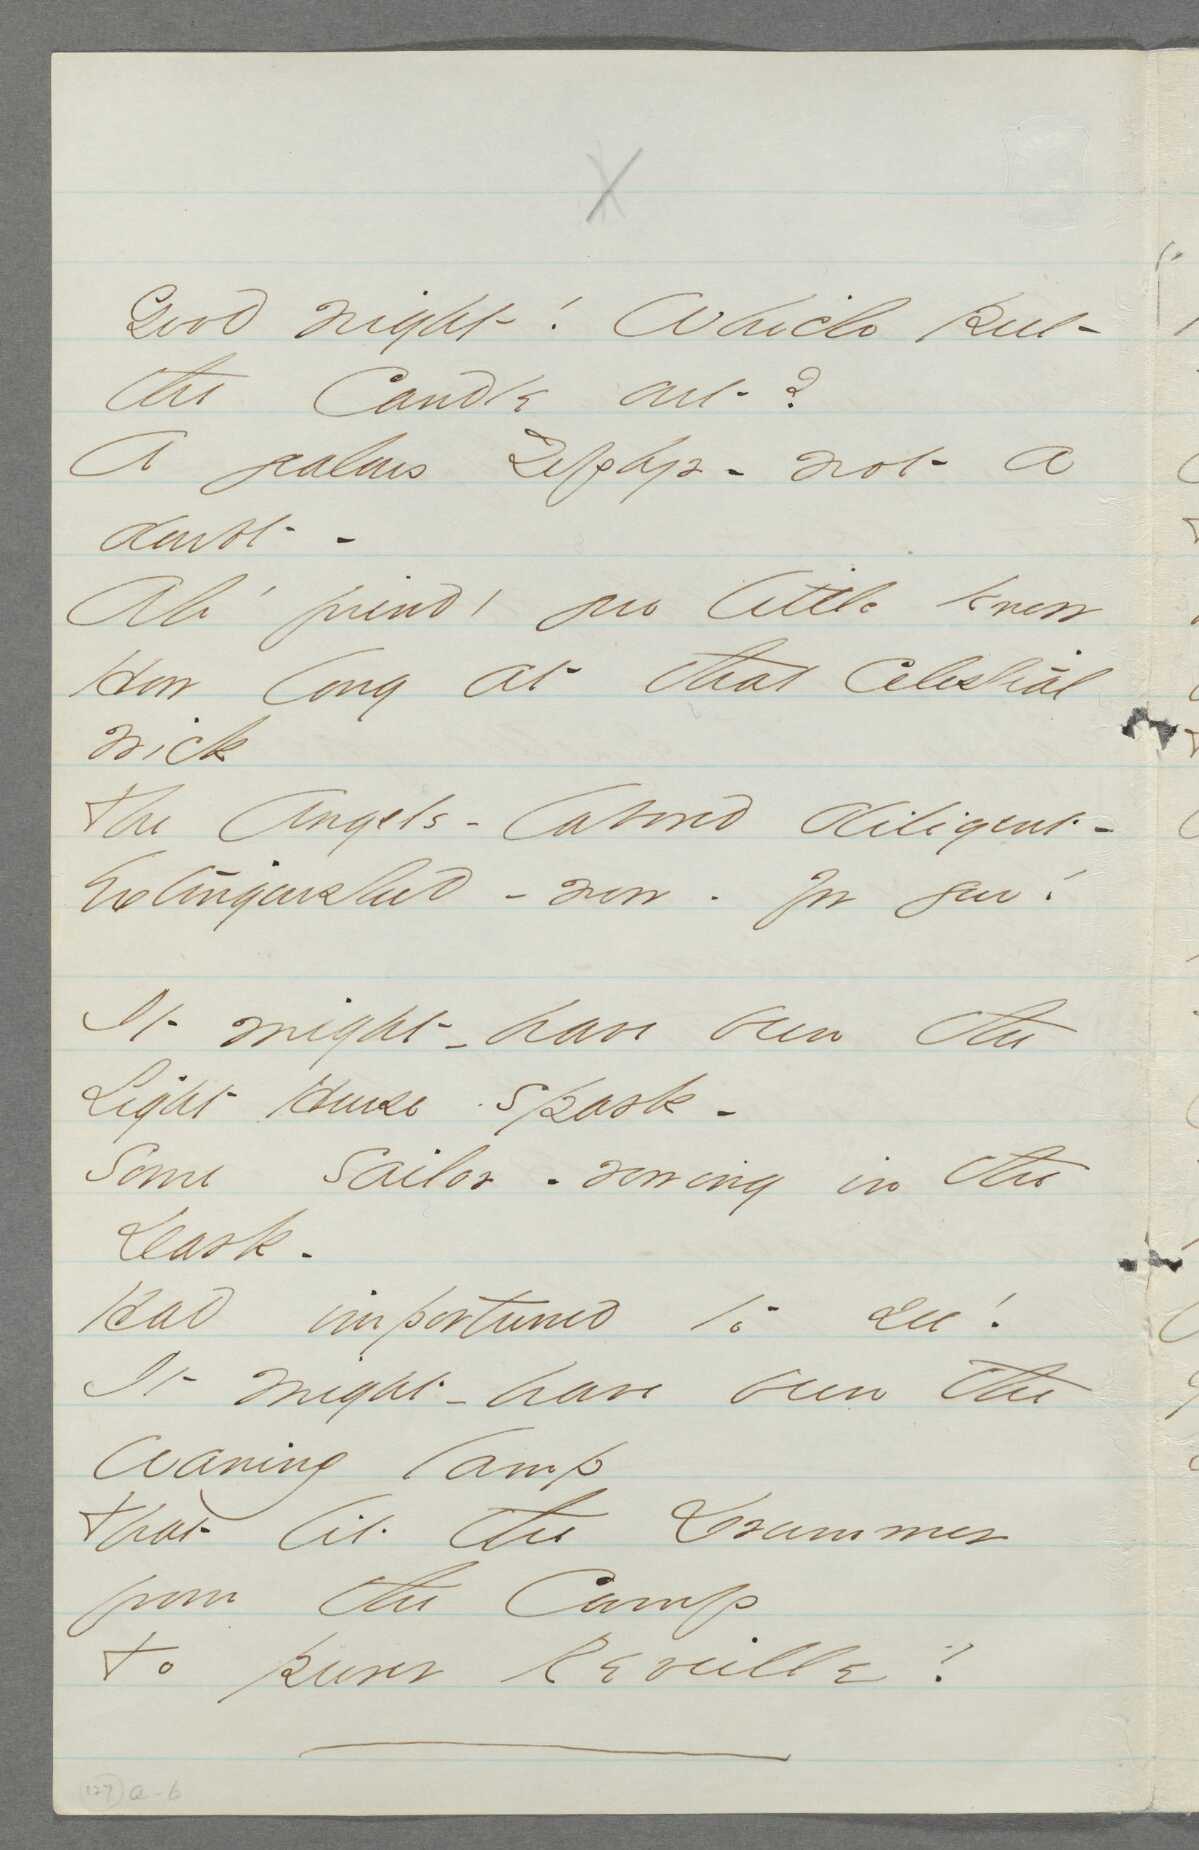 Good night! Which put
the Candle out?
A jealous Zephyr - not a
doubt -
Ah! friend! you little knew
How long at that Celestial
wick
The Angels - labored diligent -
Extinguished - now - for you!
It might - have been the
Light House Spark -
Some Sailor - rowing in the
Dark -
Had importuned to see!
It might - have been the
waning lamp
That lit the Drummer
from the Camp
To purer Reveille!
a-b